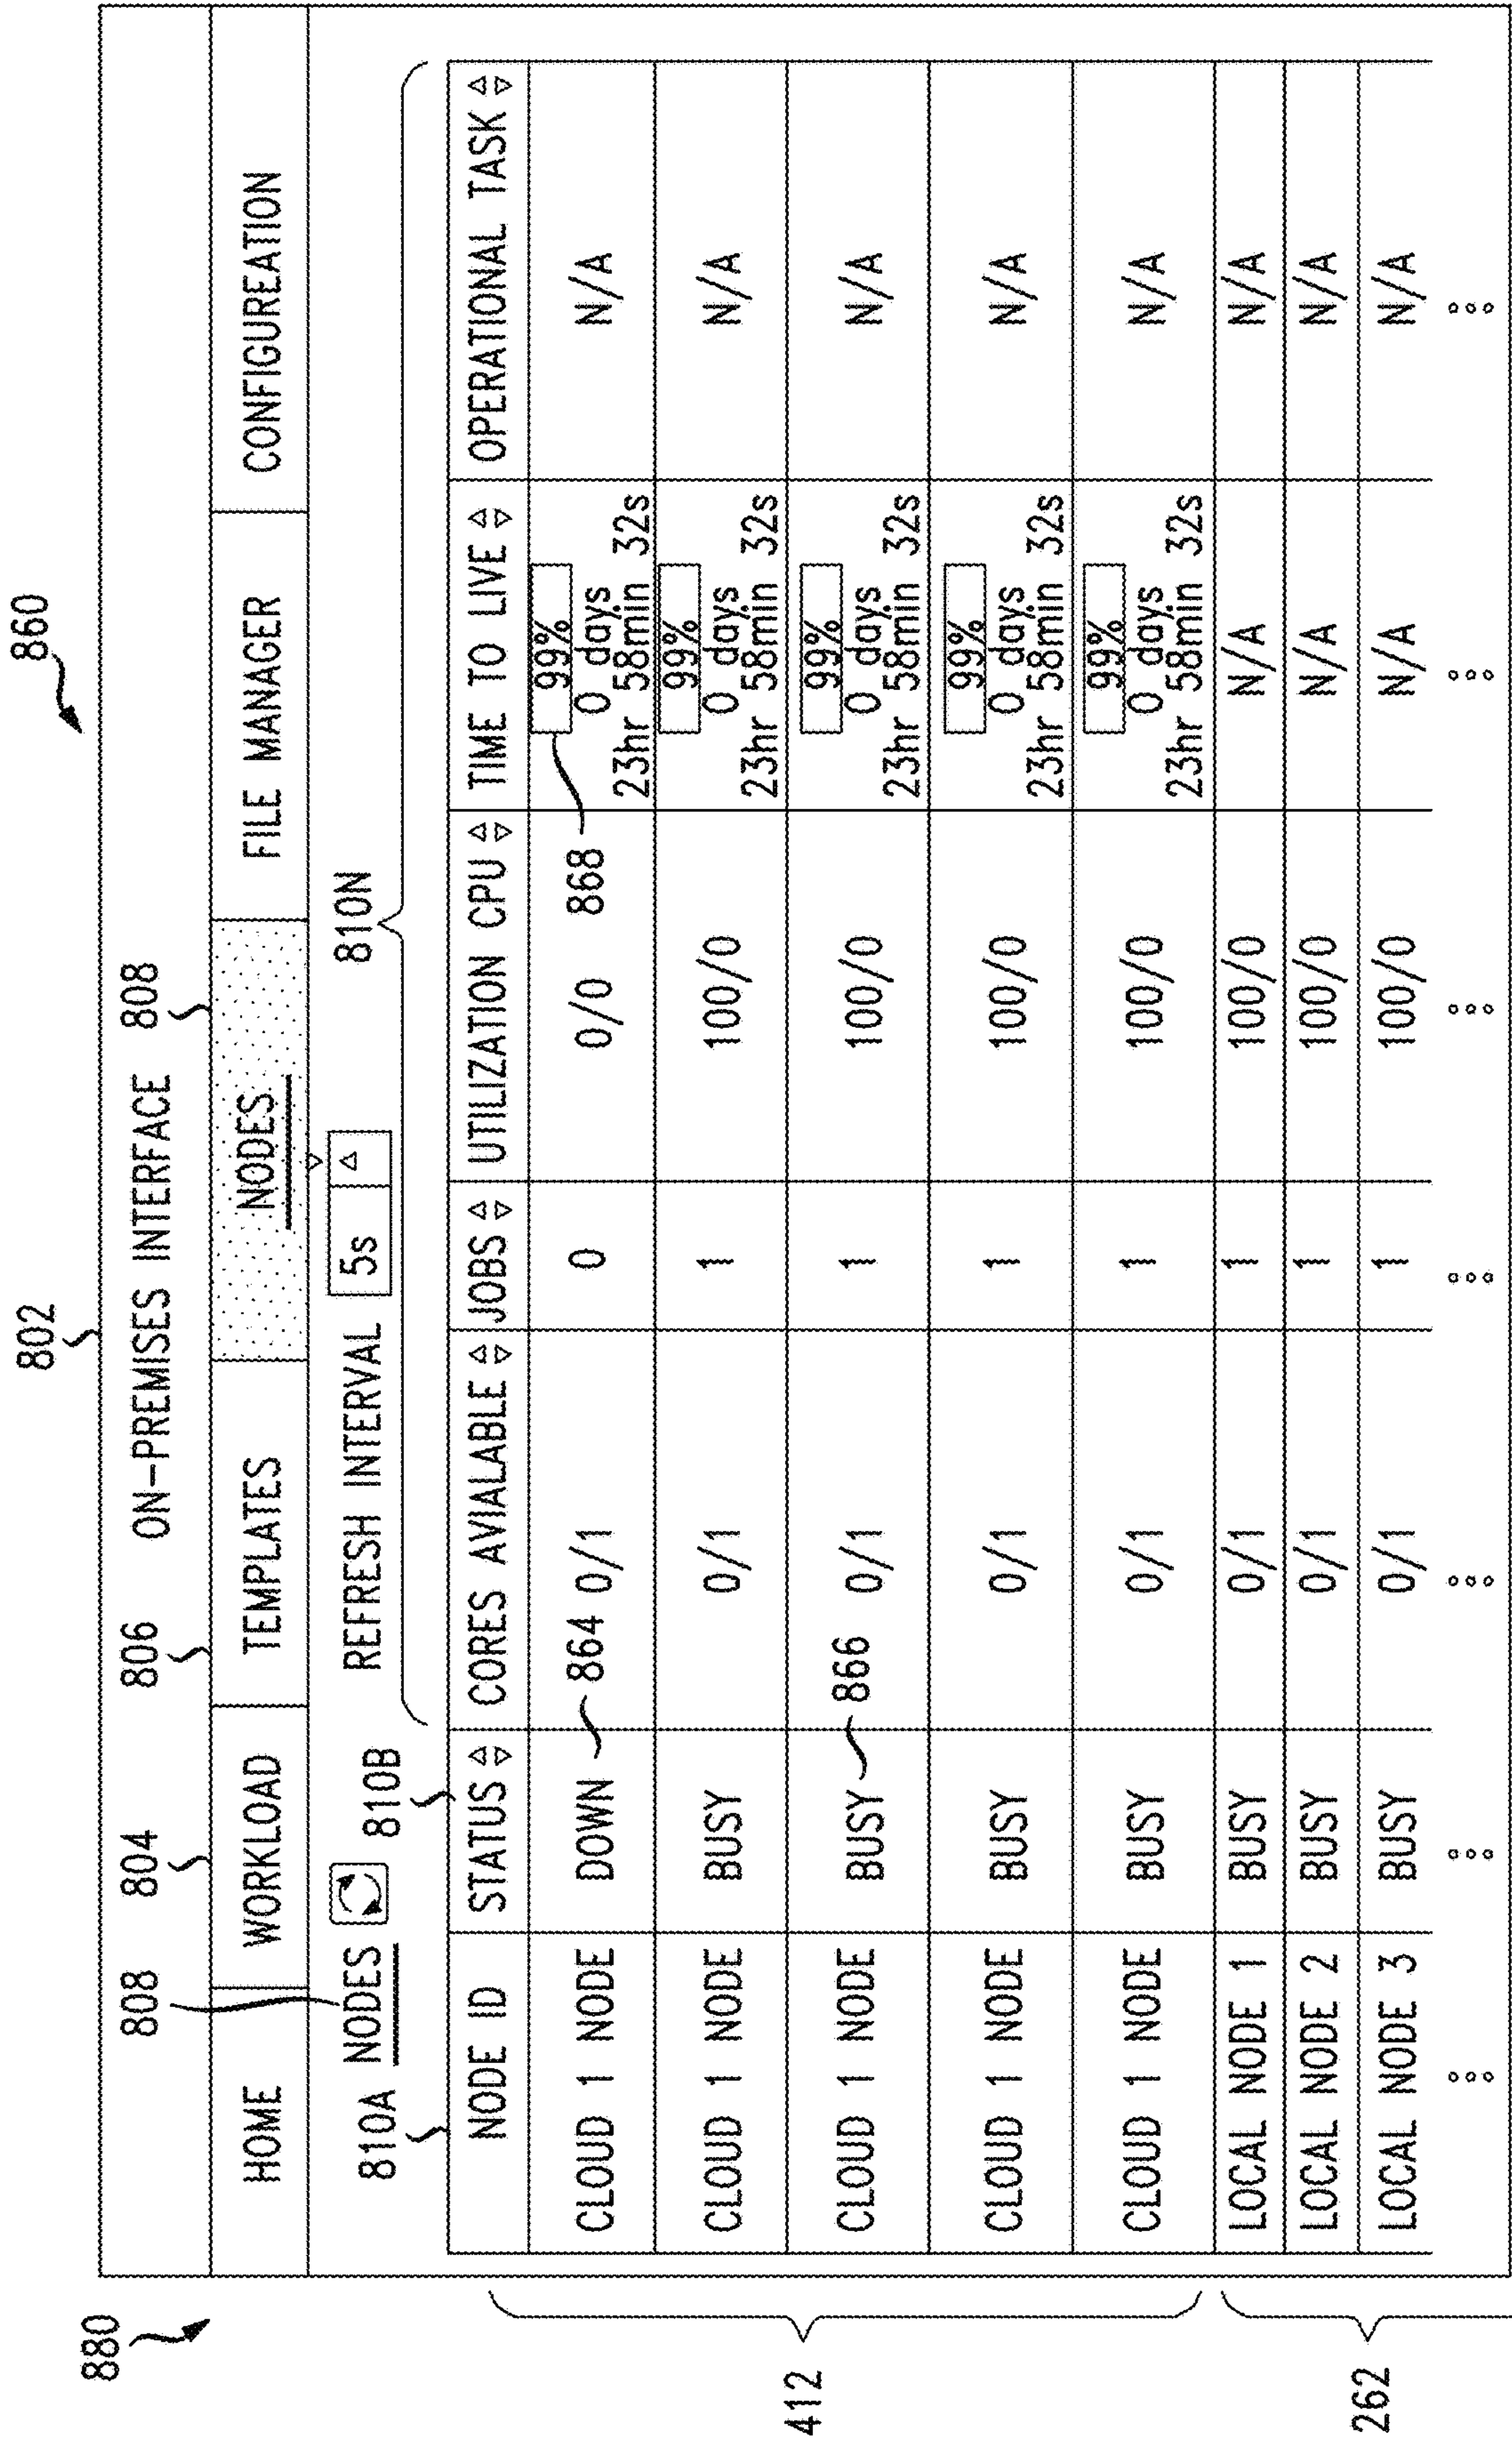 860
802
ON-PREMISES INTERFACE
808
804
806
808
880
HOME
WORKLOAD
TEMPLATES
NODES
FILE MANAGER
CONFIGUREATION
810A
NODES
810B
REFRESH INTERVAL 5s
810N
NODE ID STATUS CORES AVIALABLE JOBS UTILIZATION CPU TIME TO LIVE OPERATIONAL TASK
CLOUD 1 NODE DOWN 864 0/1 0 0/0 868 99% 0 days 23hr 58min 32s N/A
CLOUD 1 NODE BUSY 0/1 1 100/0 99% 0 days 23hr 58min 32s N/A
CLOUD 1 NODE BUSY 866 0/1 1 100/0 99% 0 days 23hr 58min 32s N/A
CLOUD 1 NODE BUSY 0/1 1 100/0 99% 0 days 23hr 58min 32s N/A
CLOUD 1 NODE BUSY 0/1 1 100/0 99% 0 days 23hr 58min 32s N/A
LOCAL NODE 1 BUSY 0/1 1 100/0 N/A N/A
LOCAL NODE 2 BUSY 0/1 1 100/0 N/A N/A
LOCAL NODE 3 BUSY 0/1 1 100/0 N/A N/A
412
262